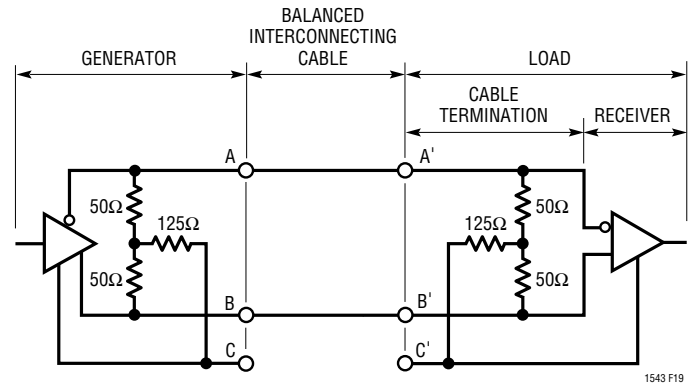 BALANCED
INTERCONNECTING
CABLE
GENERATOR
LOAD
CABLE
TERMINATION
RECEIVER
A
A'
50Ω
125Ω
50Ω
125Ω
50Ω
50Ω
B
B'
C
C'
1543 F19